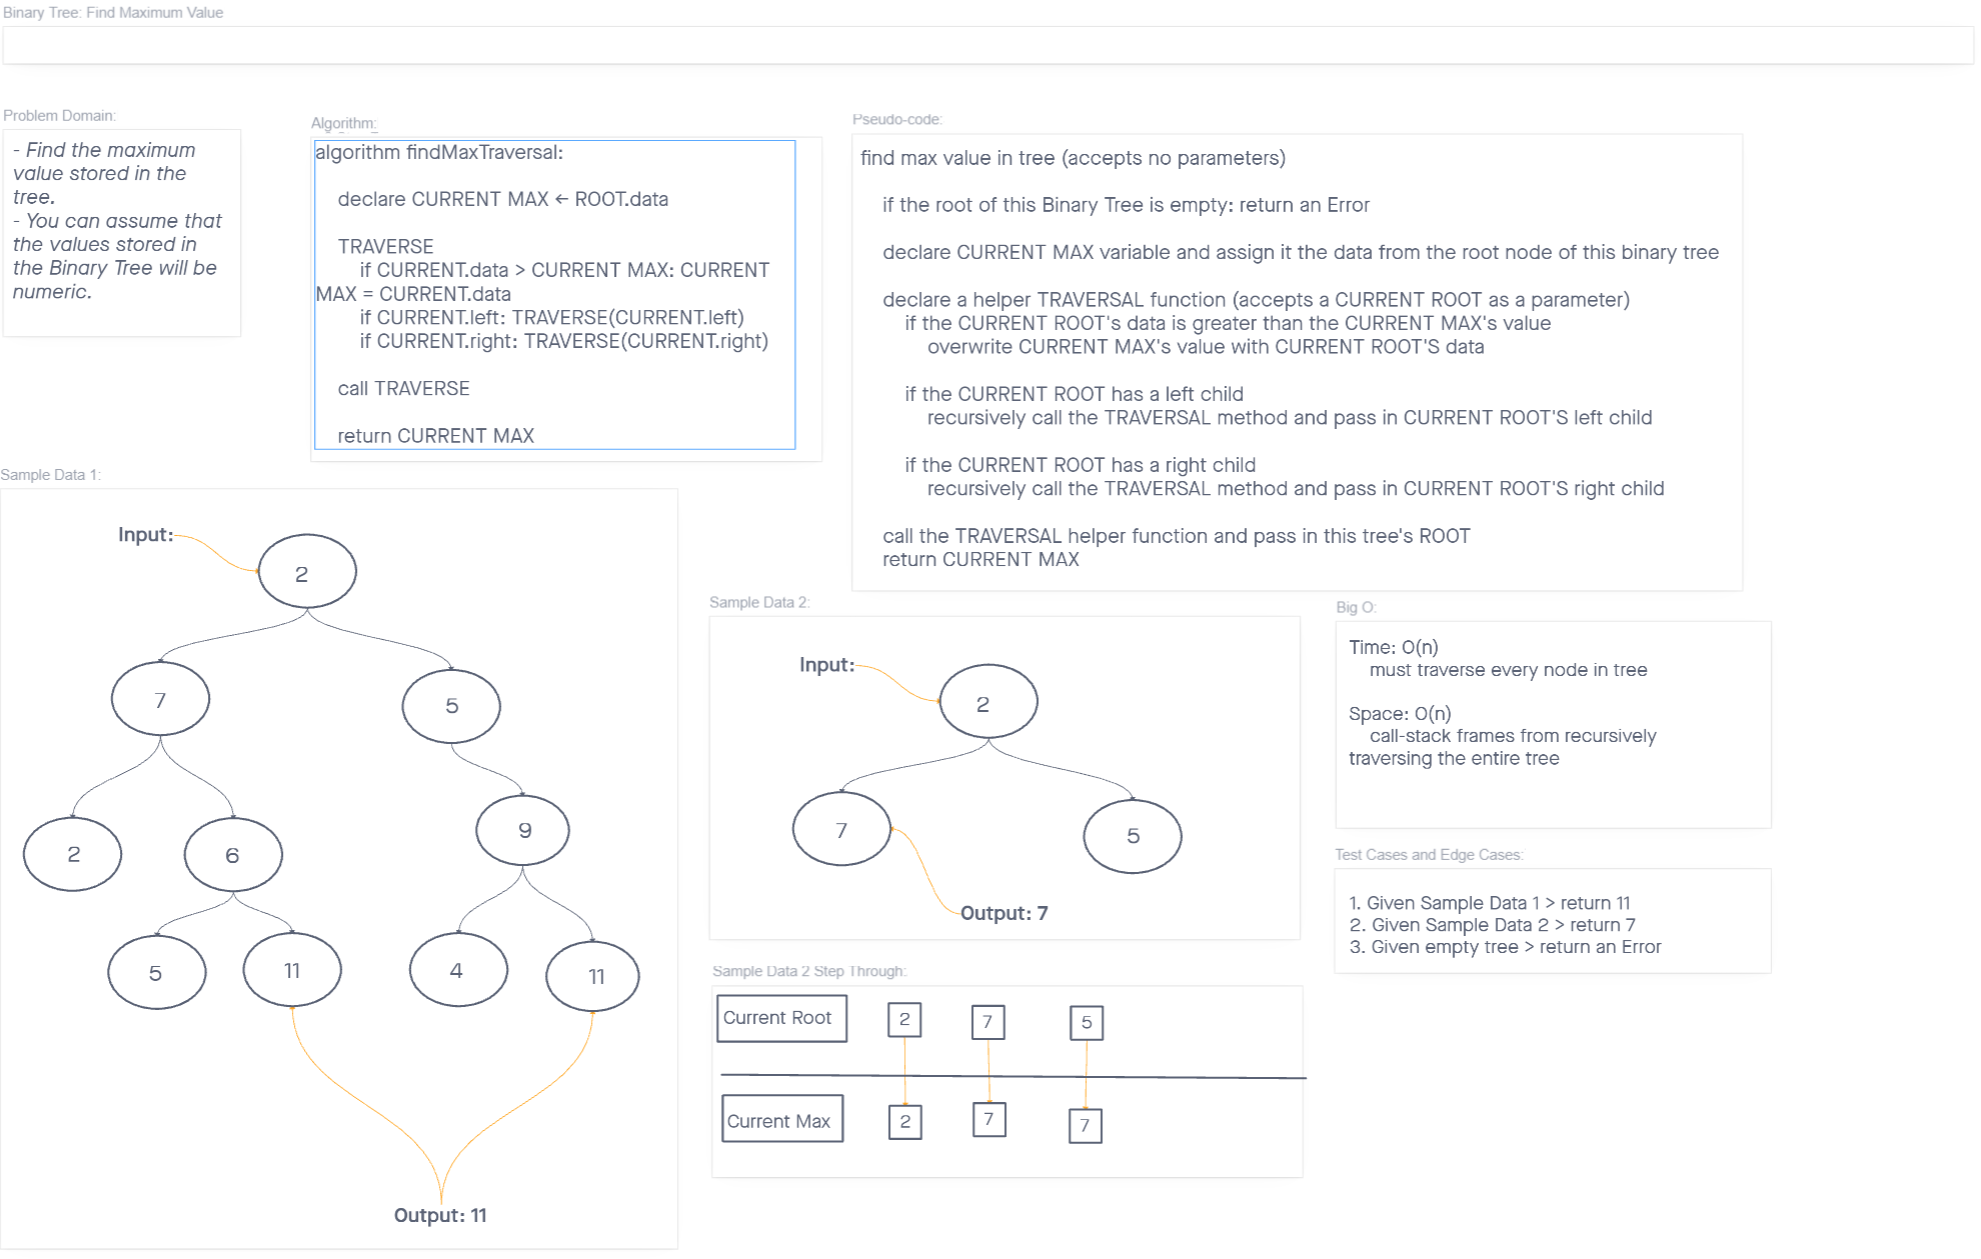 Binary Tree: Find Maximum Value
Problem Domain:
- Find the maximum
value stored in the
tree.
- You can assume that
the values stored in
the Binary Tree will be
numeric.
Algorithm:
algorithm findMaxTraversal:
declare CURRENT MAX ← ROOT.data
TRAVERSE
if CURRENT.data > CURRENT MAX: CURRENT
MAX = CURRENT.data
if CURRENT.left: TRAVERSE(CURRENT.left)
if CURRENT.right: TRAVERSE(CURRENT.right)
call TRAVERSE
return CURRENT MAX
Pseudo-code:
find max value in tree (accepts no parameters)
if the root of this Binary Tree is empty: return an Error
declare CURRENT MAX variable and assign it the data from the root node of this binary tree
declare a helper TRAVERSAL function (accepts a CURRENT ROOT as a parameter)
if the CURRENT ROOT's data is greater than the CURRENT MAX's value
overwrite CURRENT MAX's value with CURRENT ROOT'S data
if the CURRENT ROOT has a left child
recursively call the TRAVERSAL method and pass in CURRENT ROOT'S left child
if the CURRENT ROOT has a right child
recursively call the TRAVERSAL method and pass in CURRENT ROOT'S right child
call the TRAVERSAL helper function and pass in this tree's ROOT
return CURRENT MAX
Sample Data 1:
Input:
2
7
5
2
6
9
5
11
4
11
Output: 11
Sample Data 2:
Input:
2
7
5
Output: 7
Sample Data 2 Step Through:
Current Root
2
7
5
Current Max
2
7
7
Big O:
Time: O(n)
must traverse every node in tree
Space: O(n)
call-stack frames from recursively
traversing the entire tree
Test Cases and Edge Cases:
1. Given Sample Data 1 > return 11
2. Given Sample Data 2 > return 7
3. Given empty tree > return an Error